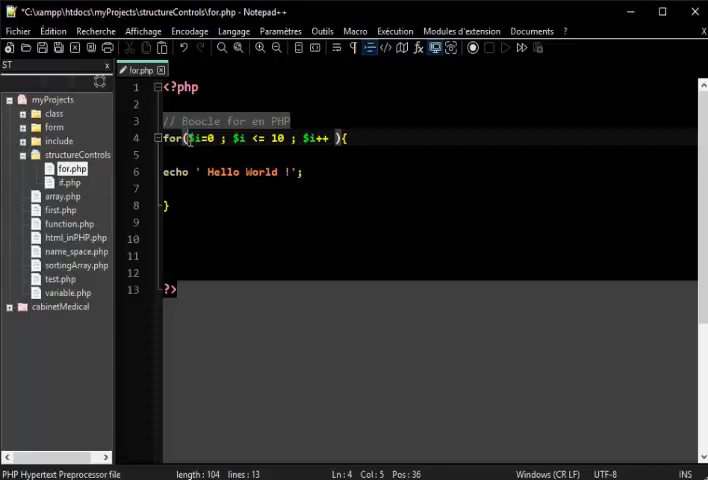 *C:\xampp\htdocs\myProjects\structureControls\for.php - Notepad++
Fichier Édition Recherche Affichage Encodage Langage Paramètres Outils Macro Exécution Modules d'extension Documents ? X
ST x
for.php
myProjects
class
form
include
structureControls
for.php
if.php
array.php
first.php
function.php
html_inPHP.php
name_space.php
sortingArray.php
test.php
variable.php
cabinetMedical
1 <?php
2
3 // Boocle for en PHP
4 for($i=0 ; $i <= 10 ; $i++ ){
5
6 echo ' Hello World !';
7
8 }
9
10
11
12
13 ?>
PHP Hypertext Preprocessor file length : 104 lines : 13 Ln : 4 Col : 5 Pos : 36 Windows (CR LF) UTF-8 INS